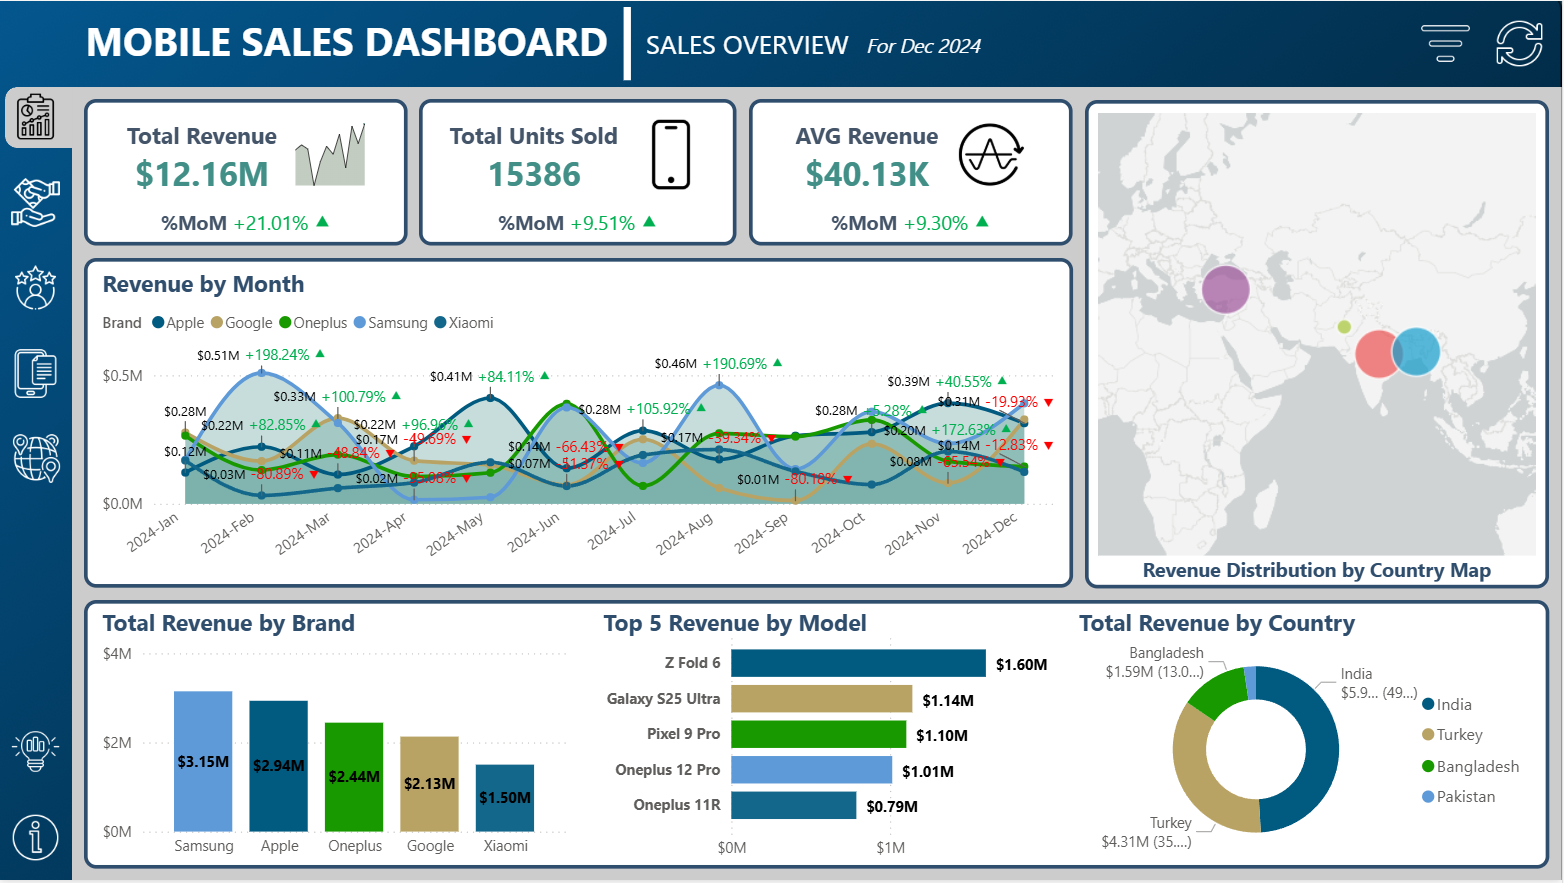 MOBILE SALES DASHBOARD
SALES OVERVIEW For Dec 2024
Total Revenue
$12.16M
%MoM +21.01% ▲
Total Units Sold
15386
%MoM +9.51% ▲
AVG Revenue
$40.13K
%MoM +9.30% ▲
Revenue by Month
Brand Apple Google Oneplus Samsung Xiaomi
$0.5M
$0.0M
$0.51M +198.24% ▲
$0.33M +100.79% ▲
$0.41M +84.11% ▲
$0.46M +190.69% ▲
$0.39M +40.55% ▲
$0.31M -19.93% ▼
$0.28M
$0.22M +82.85% ▲
$0.22M +96.96% ▲
$0.28M +105.92% ▲
$0.28M +5.28% ▲
$0.20M +172.63% ▲
$0.17M -49.69% ▼
$0.17M -39.34% ▼
$0.14M -66.43% ▼
$0.14M -12.83% ▼
$0.12M
$0.11M -48.84% ▼
$0.07M -51.37% ▼
$0.08M -65.54% ▼
$0.03M -80.89% ▼
$0.02M
$0.01M -80.18% ▼
2024-Jan
2024-Feb
2024-Mar
2024-Apr
2024-May
2024-Jun
2024-Jul
2024-Aug
2024-Sep
2024-Oct
2024-Nov
2024-Dec
Revenue Distribution by Country Map
Total Revenue by Brand
$4M
$2M
$0M
$3.15M
$2.94M
$2.44M
$2.13M
$1.50M
Samsung Apple Oneplus Google Xiaomi
Top 5 Revenue by Model
Z Fold 6 $1.60M
Galaxy S25 Ultra $1.14M
Pixel 9 Pro $1.10M
Oneplus 12 Pro $1.01M
Oneplus 11R $0.79M
$0M $1M
Total Revenue by Country
Bangladesh
$1.59M (13.0...)
India
$5.9... (49...)
Turkey
$4.31M (35....)
India
Turkey
Bangladesh
Pakistan